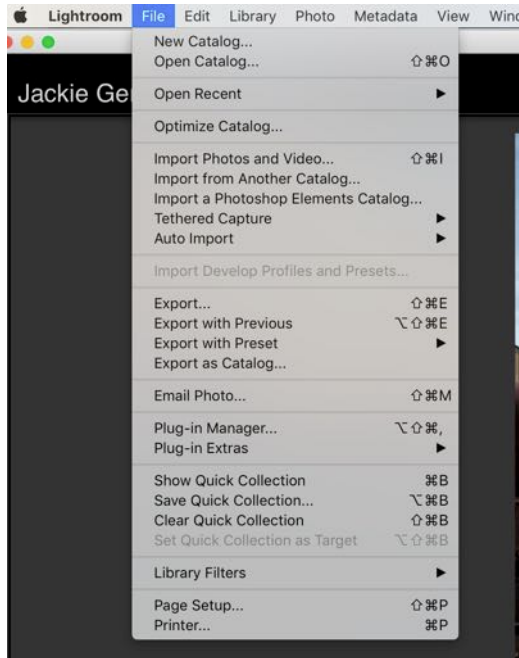 Lightroom File Edit Library Photo Metadata View
Jackie
New Catalog...
Open Catalog... ⇧⌘O
Open Recent ▶
Optimize Catalog...
Import Photos and Video... ⇧⌘I
Import from Another Catalog...
Import a Photoshop Elements Catalog...
Tethered Capture ▶
Auto Import ▶
Import Develop Profiles and Presets...
Export... ⇧⌘E
Export with Previous ⌥⇧⌘E
Export with Preset ▶
Export as Catalog...
Email Photo... ⇧⌘M
Plug-in Manager... ⌥⇧⌘,
Plug-in Extras ▶
Show Quick Collection ⌘B
Save Quick Collection... ⌥⌘B
Clear Quick Collection ⇧⌘B
Set Quick Collection as Target ⌥⇧⌘B
Library Filters ▶
Page Setup... ⇧⌘P
Printer... ⌘P